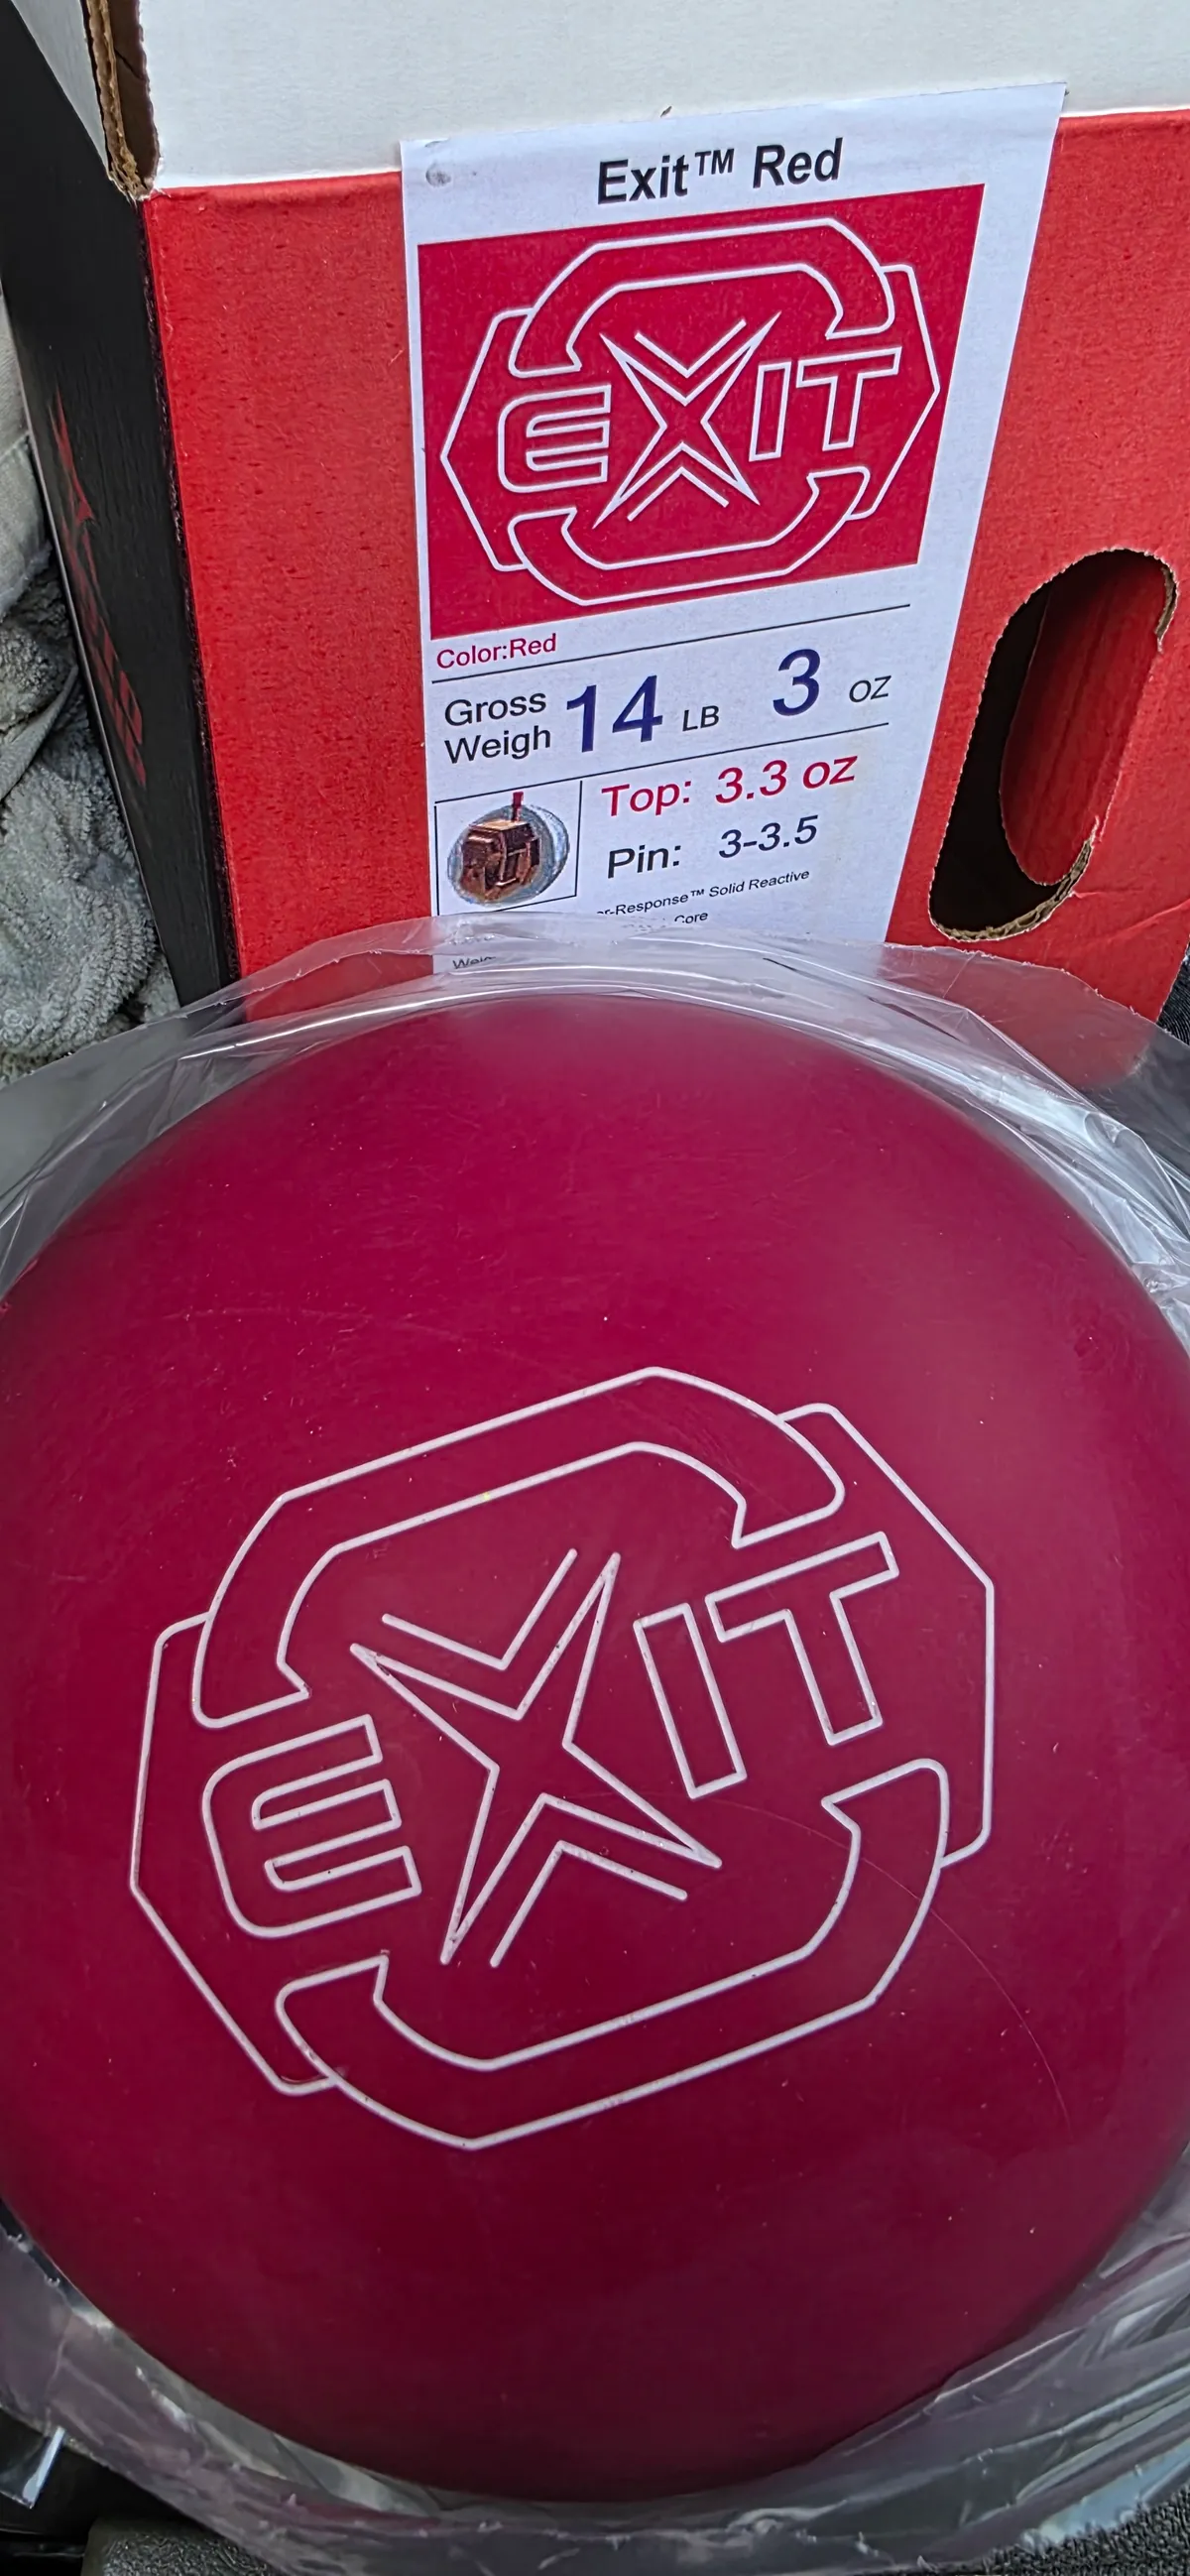 Exit™ Red
EXIT
Color:Red
Gross Weigh 14 LB 3 OZ
Top: 3.3 oz
Pin: 3-3.5
-Response™ Solid Reactive
Core
EXIT